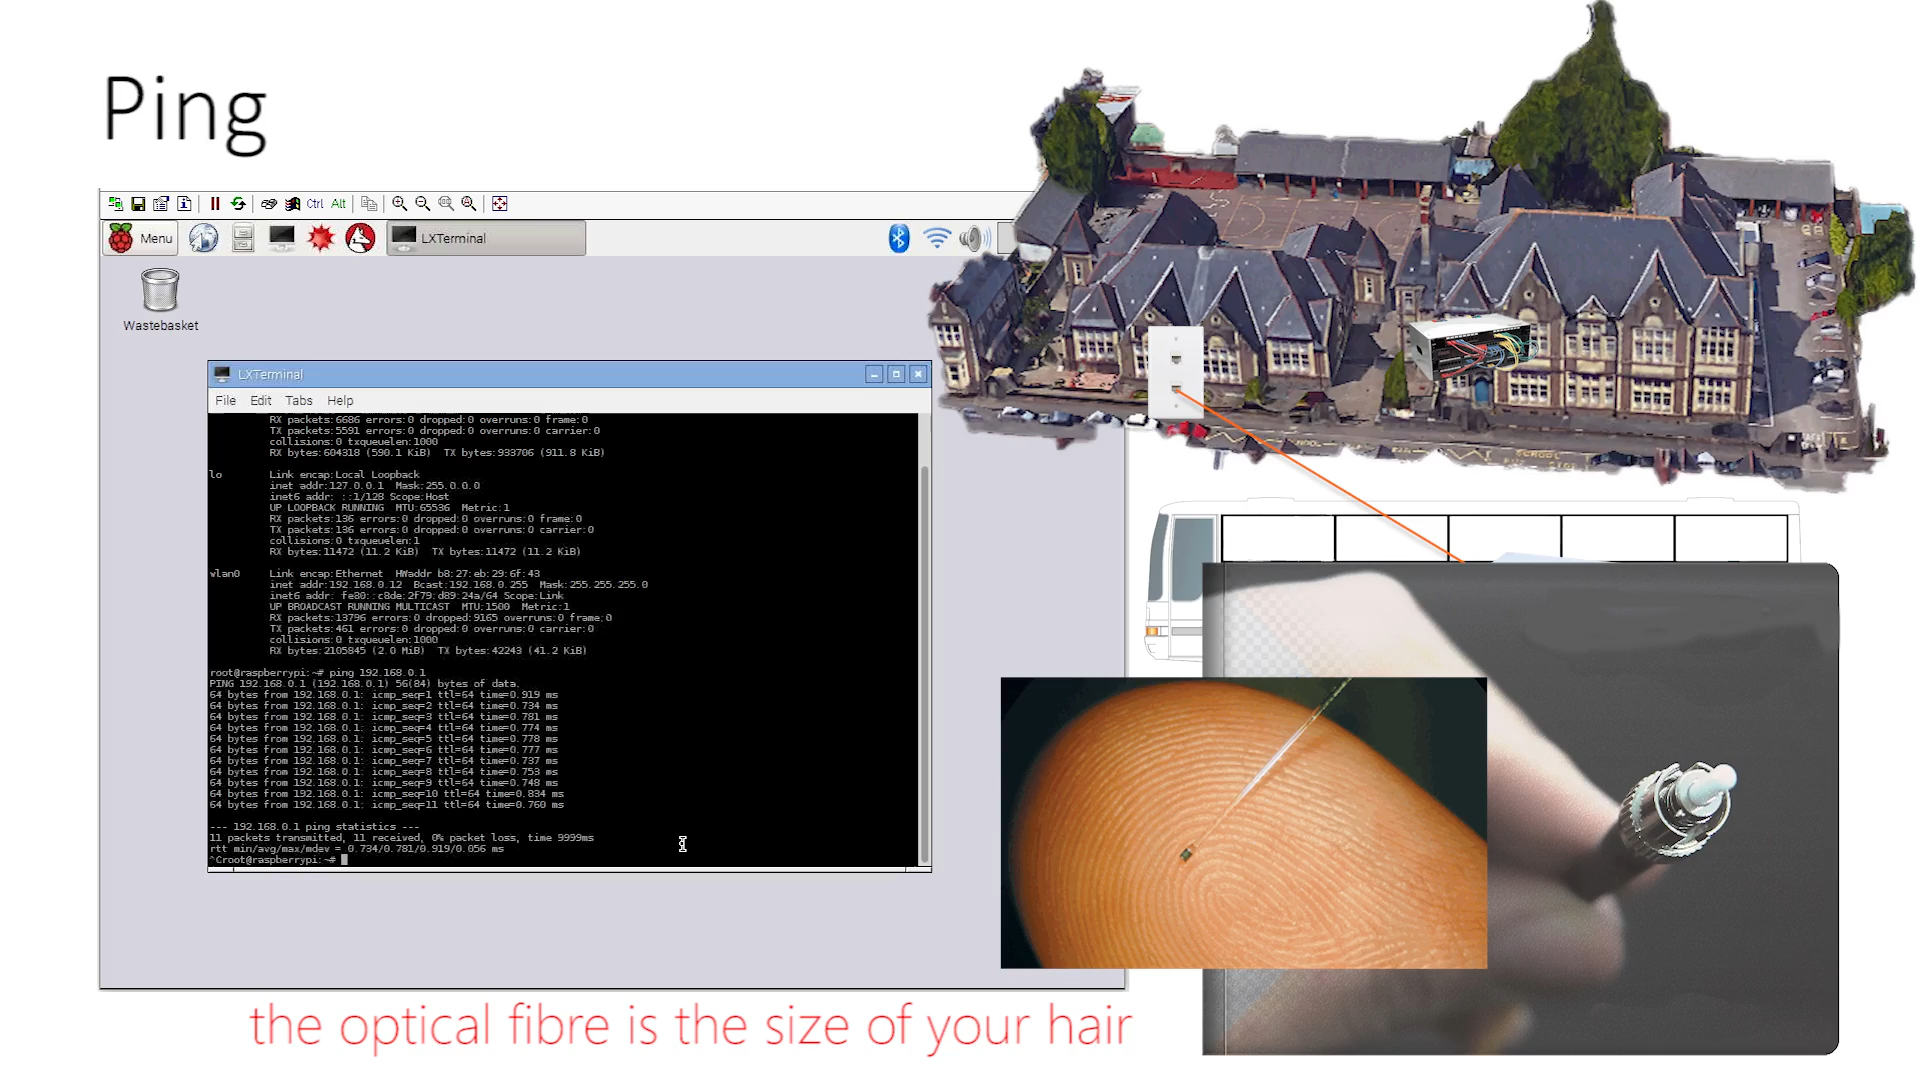 Ping
Ctrl Alt
Menu
LXTerminal
Wastebasket
LXTerminal
File Edit Tabs Help
RX packets:6686 errors:0 dropped:0 overruns:0 frame:0
TX packets:5591 errors:0 dropped:0 overruns:0 carrier:0
collisions:0 txqueuelen:1000
RX bytes:604318 (590.1 KiB)  TX bytes:933706 (911.8 KiB)
lo Link encap:Local Loopback
inet addr:127.0.0.1  Mask:255.0.0.0
inet6 addr: ::1/128 Scope:Host
UP LOOPBACK RUNNING  MTU:65536  Metric:1
RX packets:136 errors:0 dropped:0 overruns:0 frame:0
TX packets:136 errors:0 dropped:0 overruns:0 carrier:0
collisions:0 txqueuelen:1
RX bytes:11472 (11.2 KiB)  TX bytes:11472 (11.2 KiB)
wlan0 Link encap:Ethernet  HWaddr b8:27:eb:29:6f:43
inet addr:192.168.0.12  Bcast:192.168.0.255  Mask:255.255.255.0
inet6 addr: fe80::c8de:2f79:d89:24a/64 Scope:Link
UP BROADCAST RUNNING MULTICAST  MTU:1500  Metric:1
RX packets:13796 errors:0 dropped:9165 overruns:0 frame:0
TX packets:461 errors:0 dropped:0 overruns:0 carrier:0
collisions:0 txqueuelen:1000
RX bytes:2105845 (2.0 MiB)  TX bytes:42243 (41.2 KiB)
root@raspberrypi:~# ping 192.168.0.1
PING 192.168.0.1 (192.168.0.1) 56(84) bytes of data.
64 bytes from 192.168.0.1: icmp_seq=1 ttl=64 time=0.919 ms
64 bytes from 192.168.0.1: icmp_seq=2 ttl=64 time=0.734 ms
64 bytes from 192.168.0.1: icmp_seq=3 ttl=64 time=0.781 ms
64 bytes from 192.168.0.1: icmp_seq=4 ttl=64 time=0.774 ms
64 bytes from 192.168.0.1: icmp_seq=5 ttl=64 time=0.778 ms
64 bytes from 192.168.0.1: icmp_seq=6 ttl=64 time=0.777 ms
64 bytes from 192.168.0.1: icmp_seq=7 ttl=64 time=0.737 ms
64 bytes from 192.168.0.1: icmp_seq=8 ttl=64 time=0.753 ms
64 bytes from 192.168.0.1: icmp_seq=9 ttl=64 time=0.748 ms
64 bytes from 192.168.0.1: icmp_seq=10 ttl=64 time=0.834 ms
64 bytes from 192.168.0.1: icmp_seq=11 ttl=64 time=0.760 ms
--- 192.168.0.1 ping statistics ---
11 packets transmitted, 11 received, 0% packet loss, time 9999ms
rtt min/avg/max/mdev = 0.734/0.781/0.919/0.056 ms
^Croot@raspberrypi:~#
SCHOOL
the optical fibre is the size of your hair